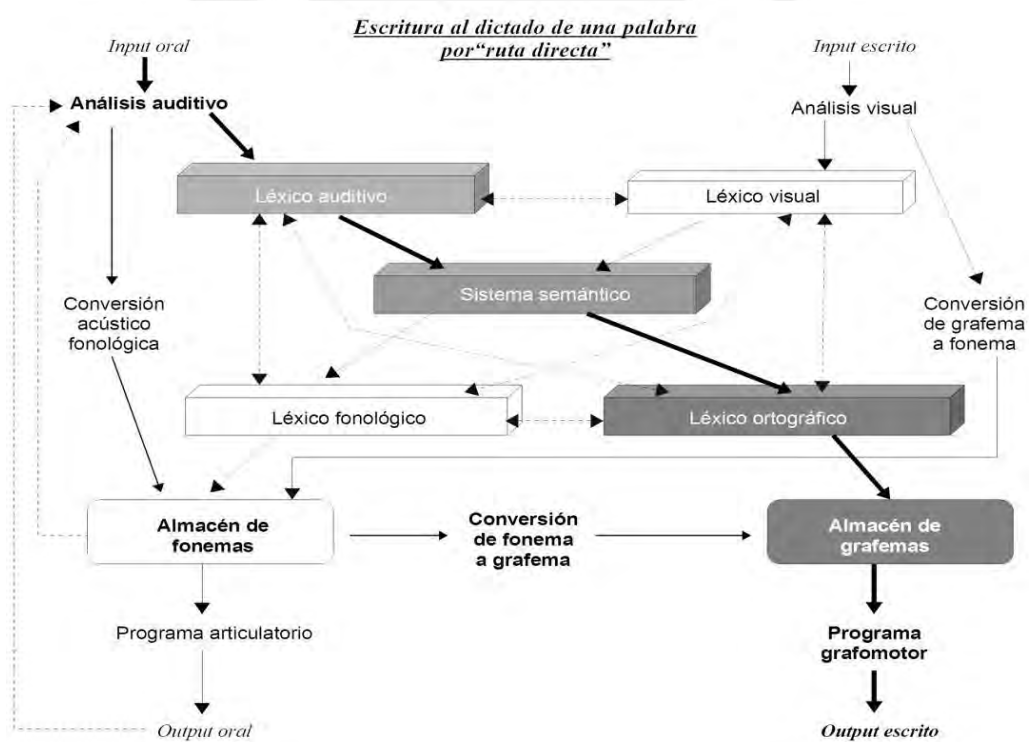 Escritura al dictado de una palabra
por“ruta directa”
Input oral
Input escrito
Análisis auditivo
Análisis visual
Léxico auditivo
Léxico visual
Sistema semántico
Conversión
acústico
fonológica
Conversión
de grafema
a fonema
Léxico fonológico
Léxico ortográfico
Almacén de
fonemas
Conversión
de fonema
a grafema
Almacén de
grafemas
Programa articulatorio
Programa
grafomotor
Output oral
Output escrito